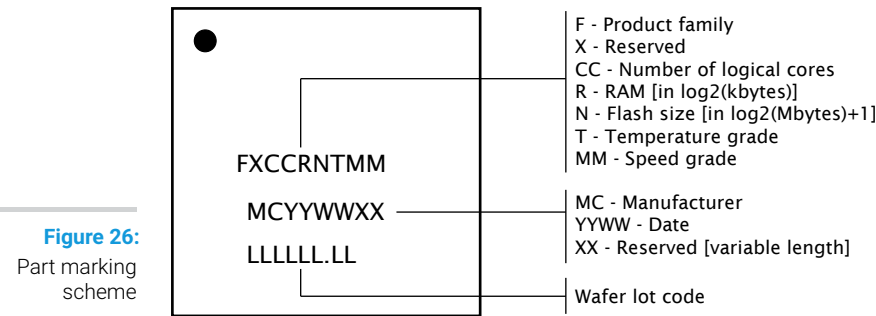 F - Product family
X - Reserved
CC - Number of logical cores
R - RAM [in log2(kbytes)]
N - Flash size [in log2(Mbytes)+1]
T - Temperature grade
MM - Speed grade
FXCCRNTMM
MCYYWWXX
MC - Manufacturer
YYWW - Date
XX - Reserved [variable length]
LLLLLL.LL
Wafer lot code
Figure 26:
Part marking
scheme